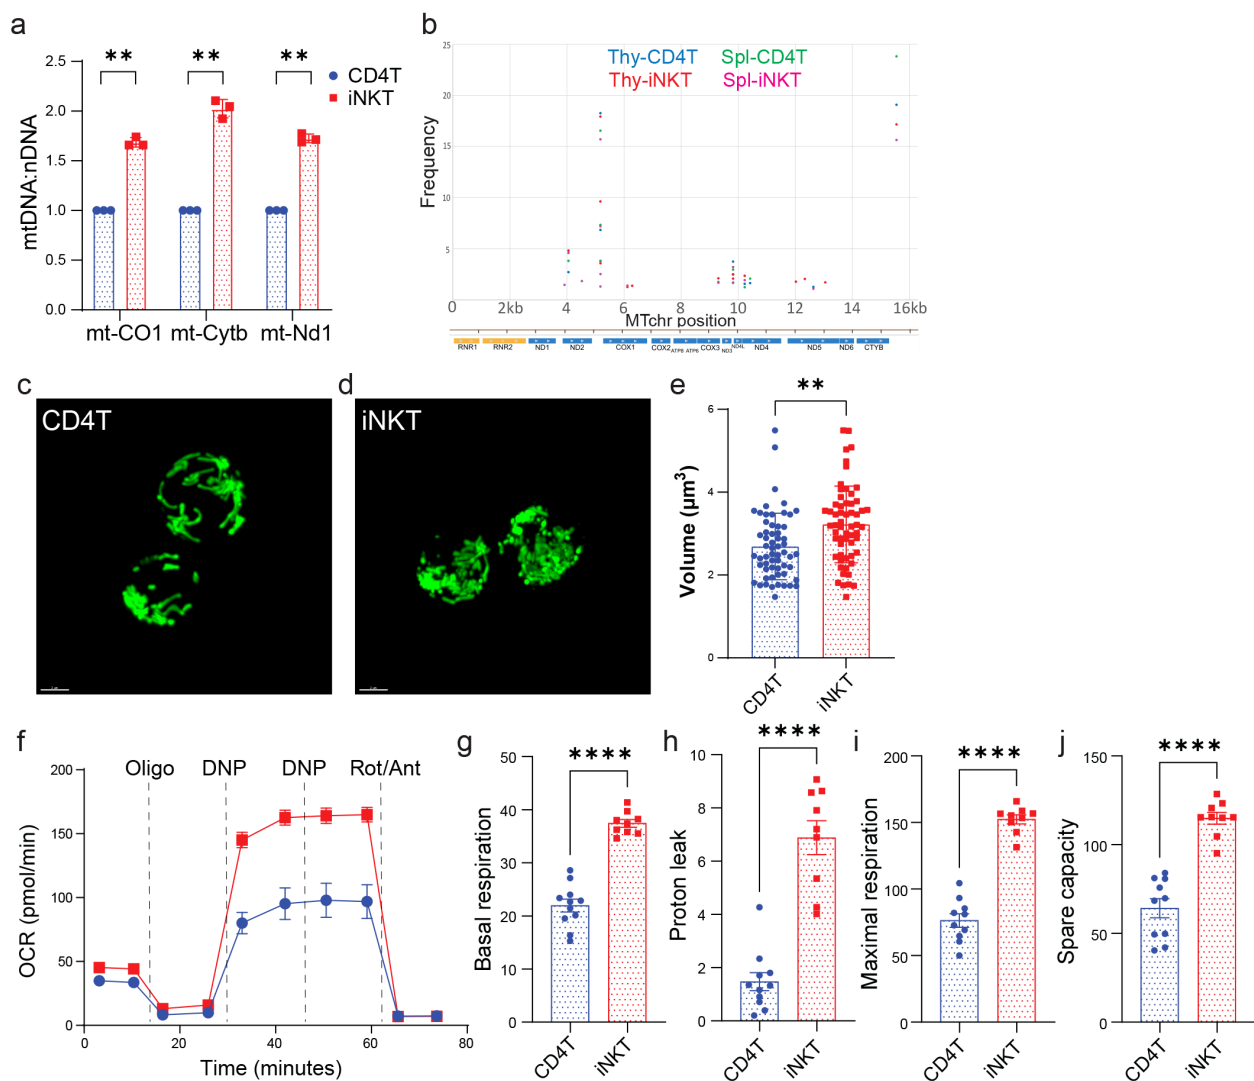 a
**
**
**
CD4T
iNKT
mtDNA:nDNA
2.5
2.0
1.5
1.0
0.5
0.0
mt-CO1 mt-Cytb mt-Nd1
b
Thy-CD4T Spl-CD4T
Thy-iNKT Spl-iNKT
Frequency
25
20
15
10
5
0 2kb 4 6 8 10 12 14 16kb
MTchr position
RNR1 RNR2 ND1 ND2 COX1 COX2 ATP8 ATP6 COX3 ND3 ND4L ND4 ND5 ND6 CTYB
c
CD4T
d
iNKT
e
**
Volume (µm³)
6
4
2
0
CD4T
iNKT
f
Oligo DNP DNP Rot/Ant
OCR (pmol/min)
200
150
100
50
0
0 20 40 60 80
Time (minutes)
g
****
Basal respiration
50
40
30
20
10
0
CD4T
iNKT
h
****
Proton leak
10
8
6
4
2
0
CD4T
iNKT
i
****
Maximal respiration
200
150
100
50
0
CD4T
iNKT
j
****
Spare capacity
150
100
50
0
CD4T
iNKT